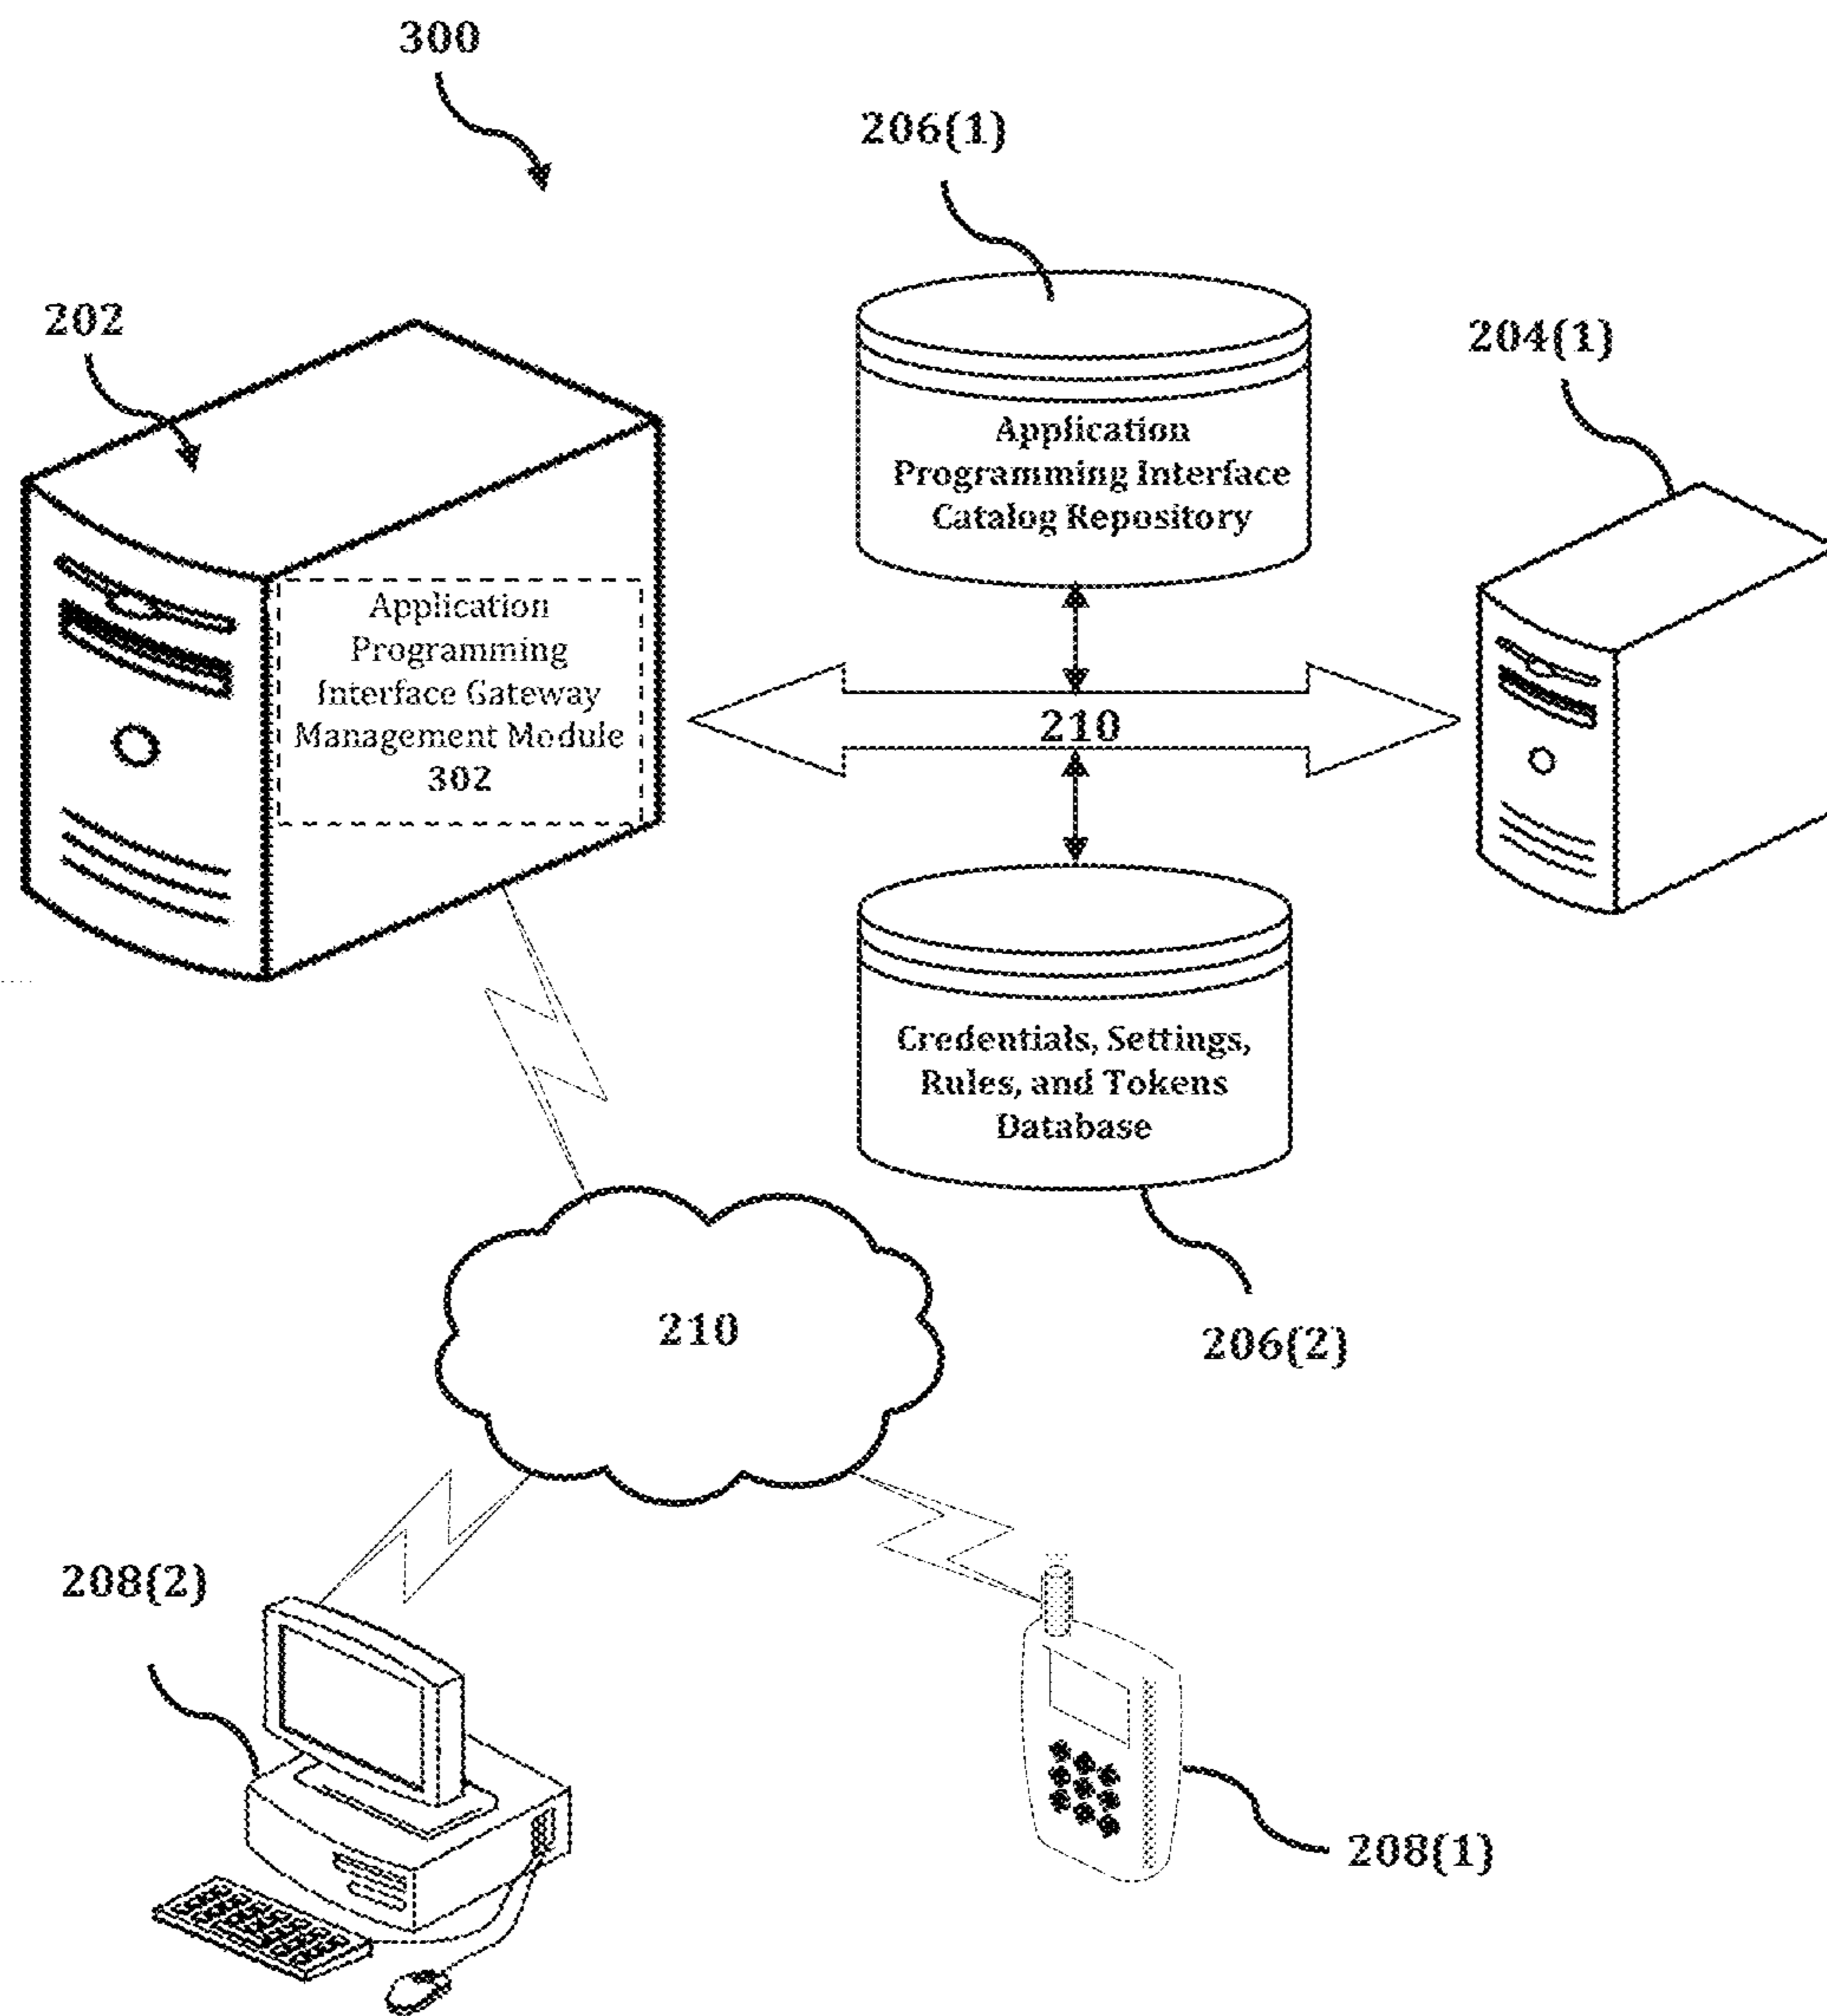 300
206(1)
202
204(1)
Application
Programming Interface
Catalog Repository
Application
Programming
Interface Gateway
Management Module
302
210
Credentials, Settings,
Rules, and Tokens
Database
210
206(2)
208(2)
208(1)